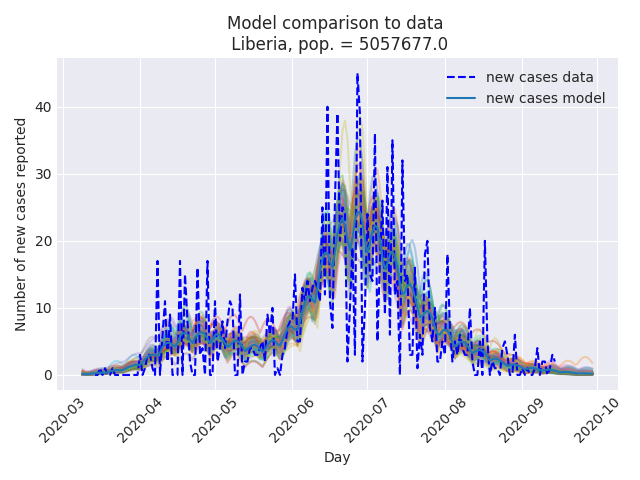 Model comparison to data
Liberia, pop. = 5057677.0
new cases data
new cases model
Number of new cases reported
40
30
20
10
0
2020-03
2020-04
2020-05
2020-06
2020-07
2020-08
2020-09
2020-10
Day